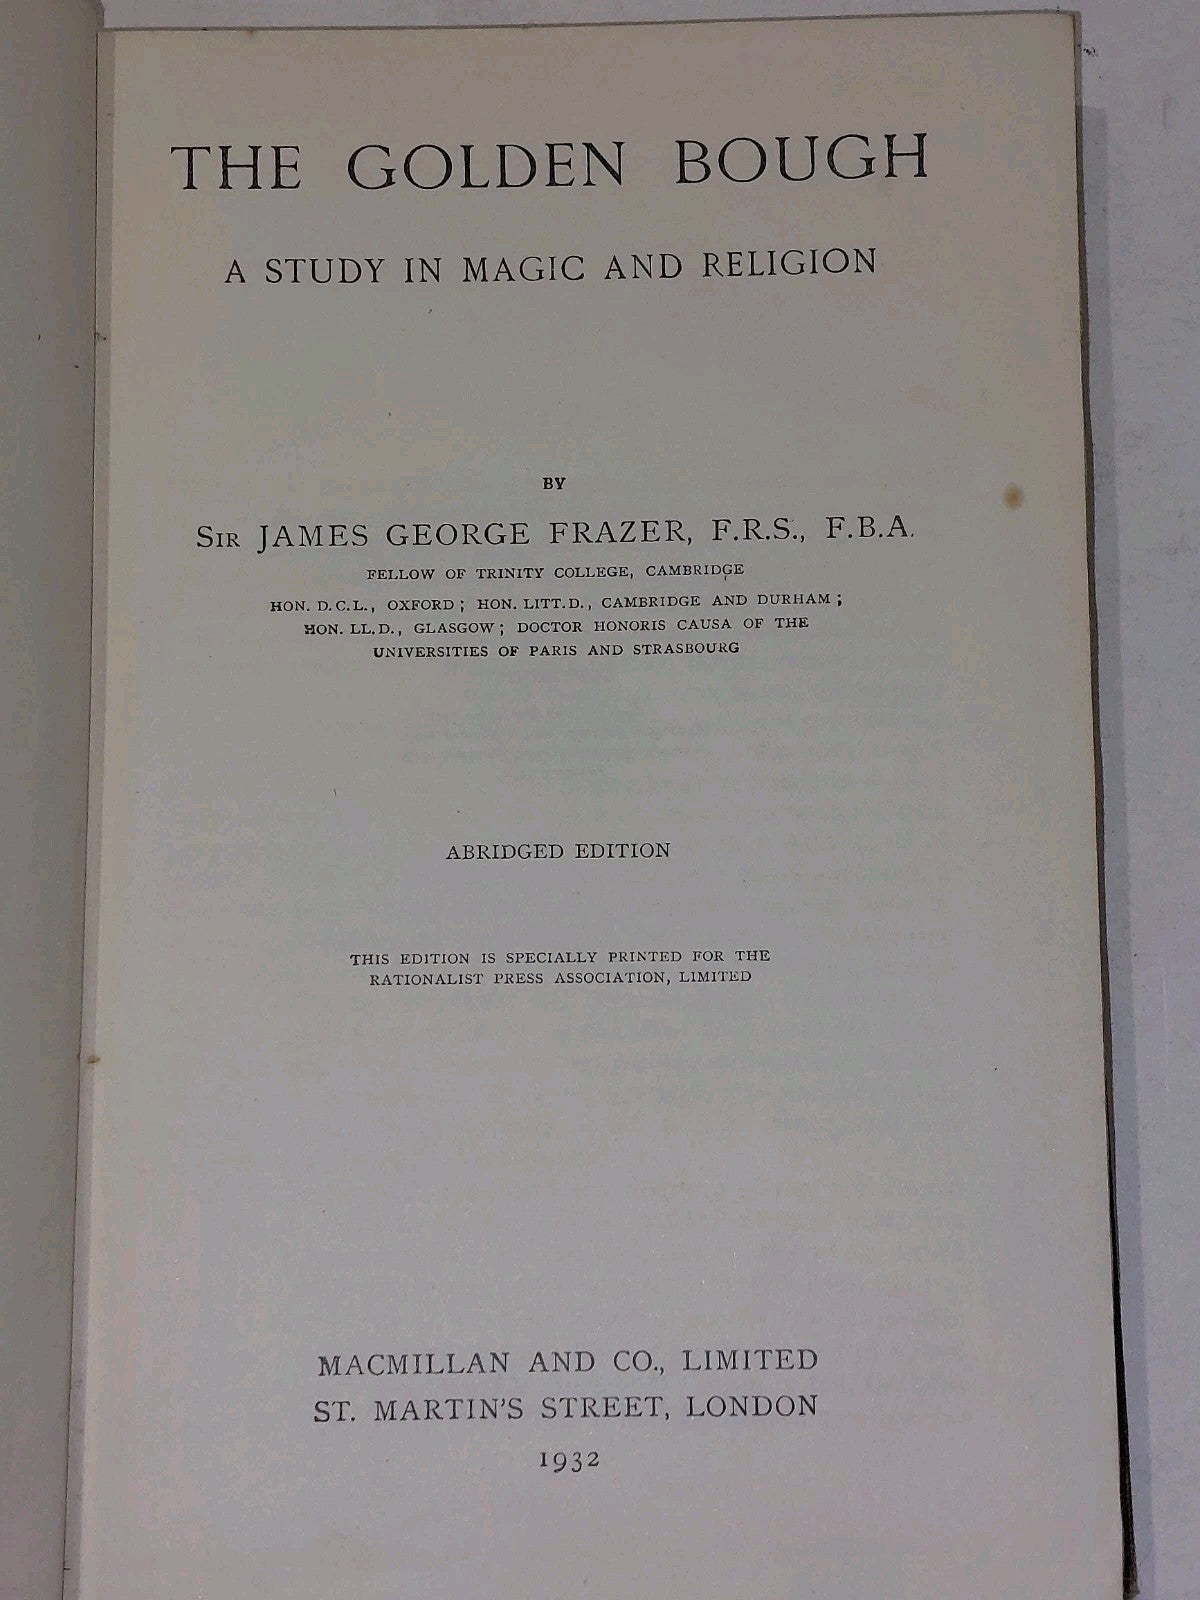 THE GOLDEN BOUGH
A STUDY IN MAGIC AND RELIGION
BY
SIR JAMES GEORGE FRAZER, F.R.S., F.B.A.
FELLOW OF TRINITY COLLEGE, CAMBRIDGE
HON. D.C.L., OXFORD; HON. LITT.D., CAMBRIDGE AND DURHAM;
HON. LL.D., GLASGOW; DOCTOR HONORIS CAUSA OF THE
UNIVERSITIES OF PARIS AND STRASBOURG
ABRIDGED EDITION
THIS EDITION IS SPECIALLY PRINTED FOR THE
RATIONALIST PRESS ASSOCIATION, LIMITED
MACMILLAN AND CO., LIMITED
ST. MARTIN'S STREET, LONDON
1932